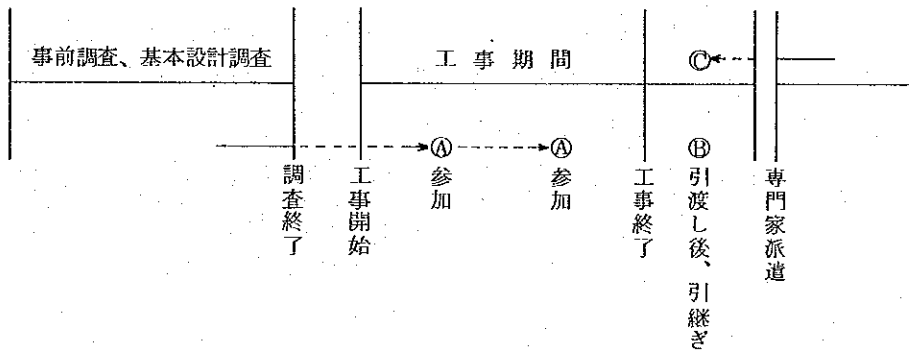 事前調査、基本設計調査
工事期間
Ⓒ
Ⓐ
Ⓐ
Ⓑ
調査終了
工事開始
参加
参加
工事終了
引渡し後、引継ぎ
専門家派遣